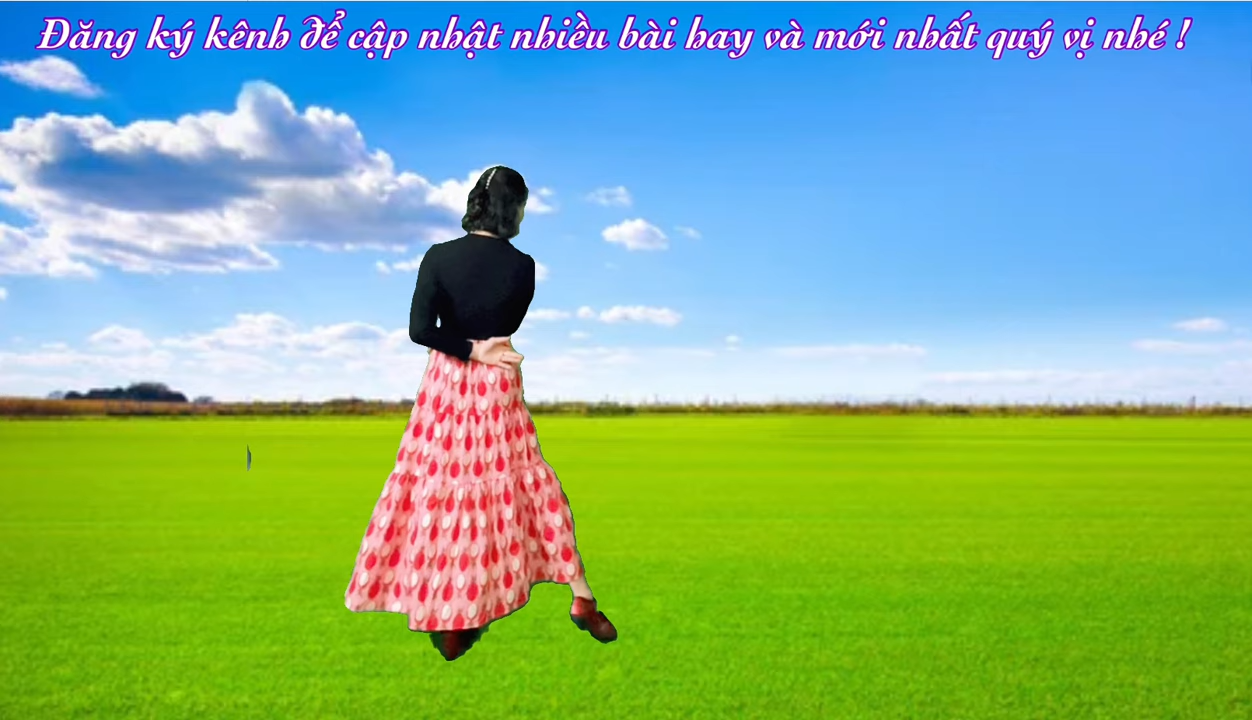 Đăng ký kênh để cập nhật nhiều bài hay và mới nhất quý vị nhé !